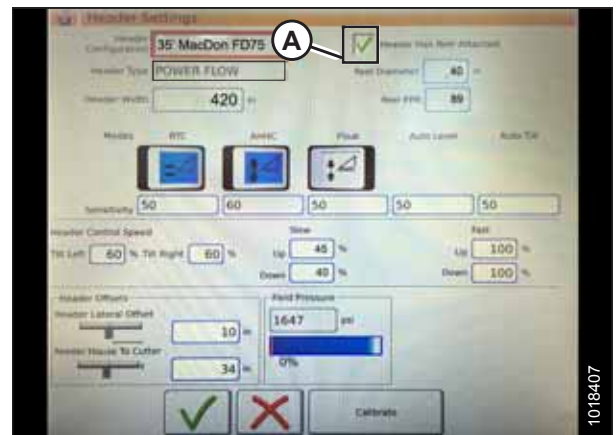 Header Settings
Header Configuration 35' MacDon FD75 A Header Has Reel Attached
Header Type POWER FLOW Reel Diameter 40 in
Header Width 420 in Reel PPR 89
Modes RTC AHHC Float Auto Level Auto Tilt
Sensitivity 50 60 50 50 50
Header Control Speed Slow Fast
Tilt Left 60 % Tilt Right 60 % Up 45 % Up 100 %
Down 40 % Down 100 %
Header Offsets Field Pressure
Header Lateral Offset 10 in 1647 psi
Feeder House To Cutter 34 in 0%
Calibrate
1018407